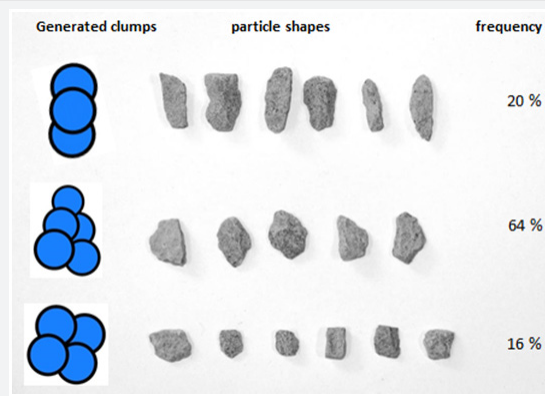 Generated clumps particle shapes frequency
20 %
64 %
16 %